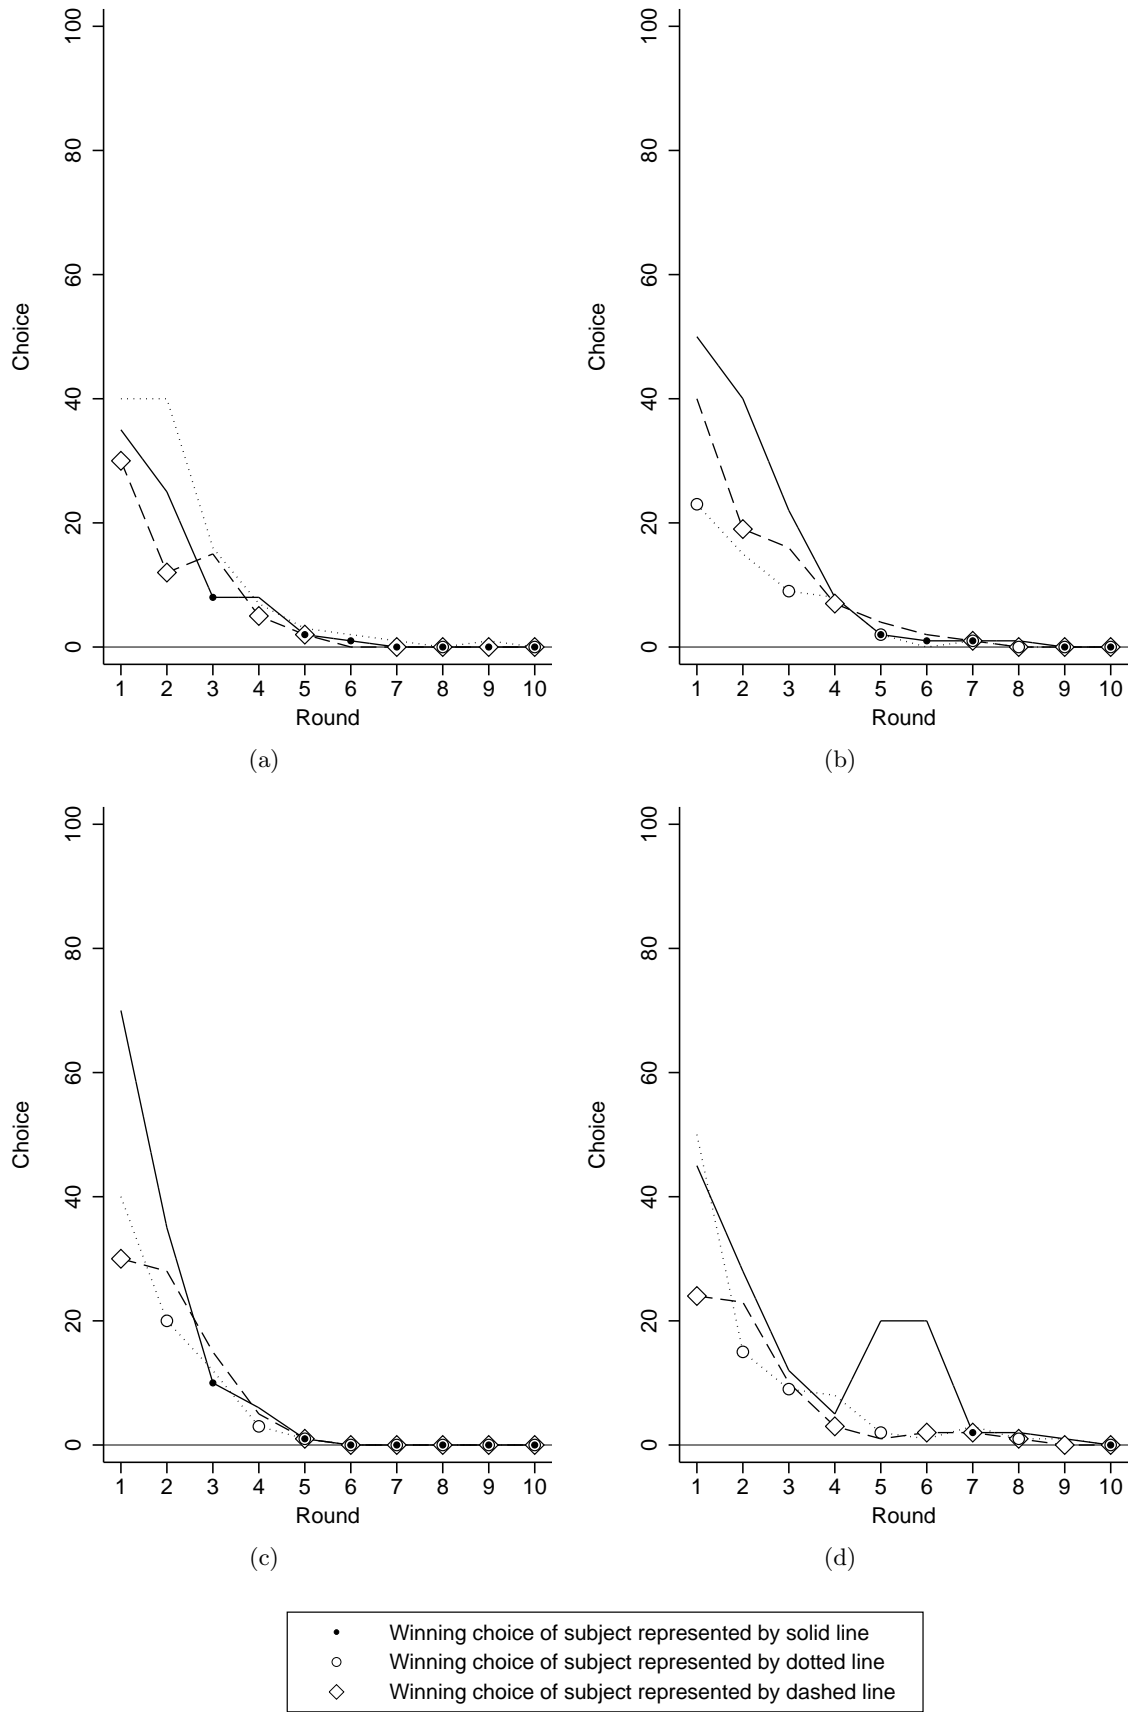 100
80
60
40
20
0
Choice
1 2 3 4 5 6 7 8 9 10
Round
(a)
100
80
60
40
20
0
Choice
1 2 3 4 5 6 7 8 9 10
Round
(b)
100
80
60
40
20
0
Choice
1 2 3 4 5 6 7 8 9 10
Round
(c)
100
80
60
40
20
0
Choice
1 2 3 4 5 6 7 8 9 10
Round
(d)
Winning choice of subject represented by solid line
Winning choice of subject represented by dotted line
Winning choice of subject represented by dashed line